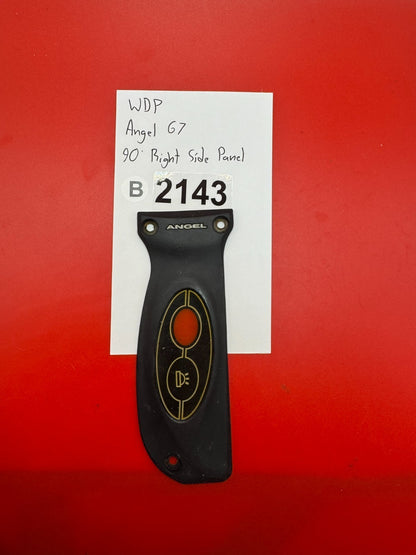 WDP
Angel G7
90° Right Side Panel
B 2143
ANGEL